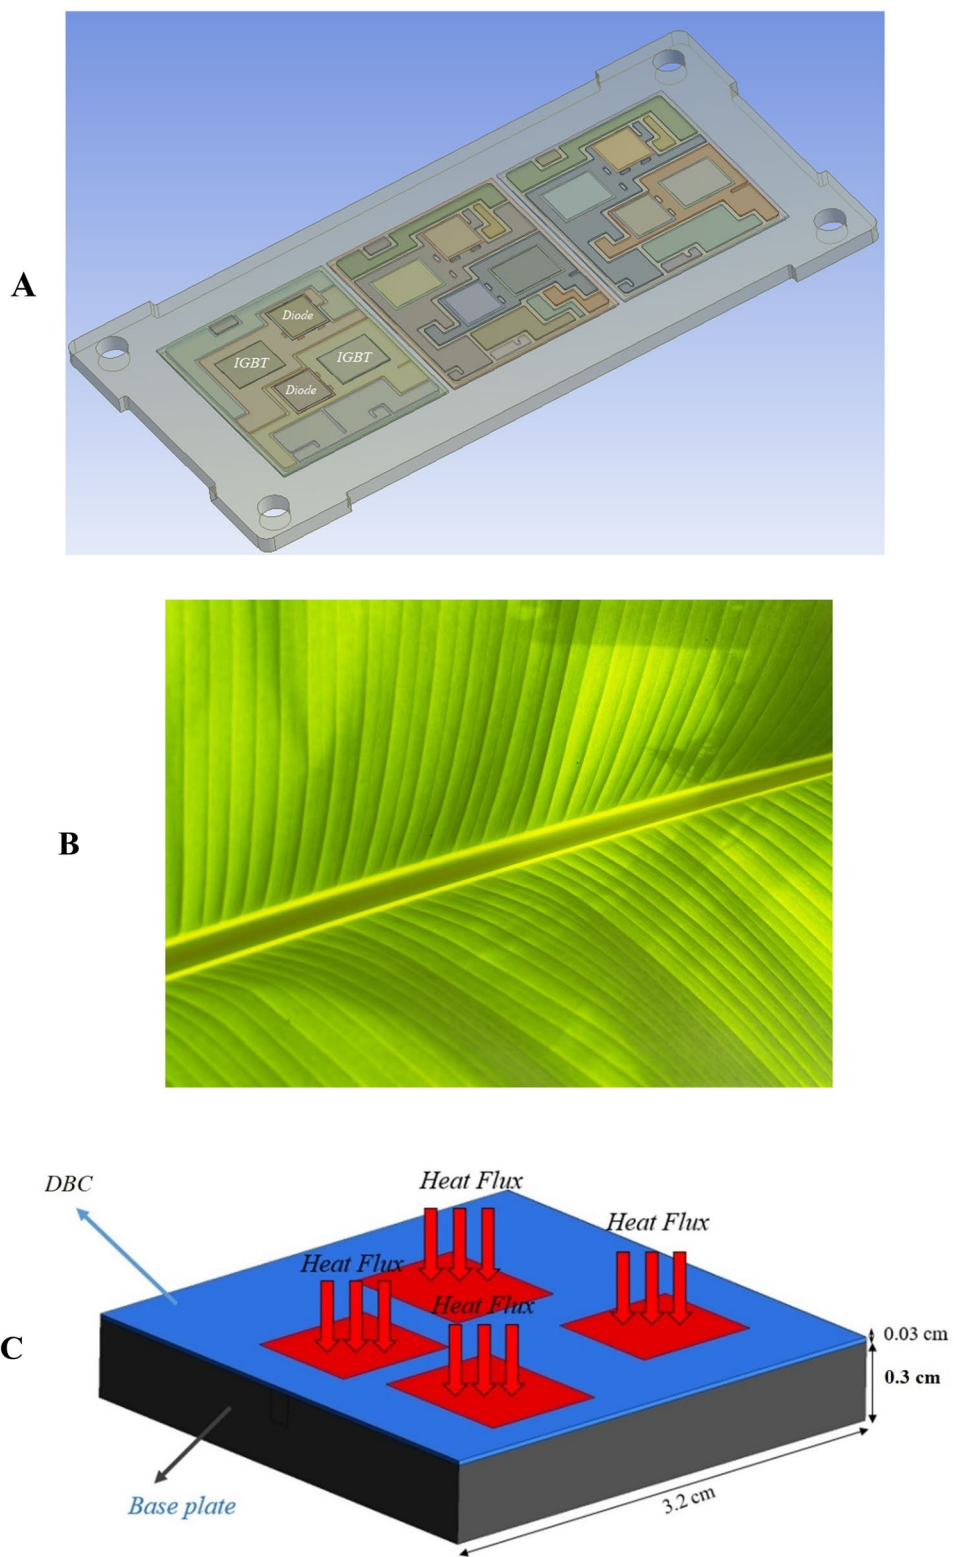 A
Diode
IGBT
IGBT
Diode
B
DBC
Heat Flux
Heat Flux
Heat Flux
Heat Flux
C
0.03 cm
0.3 cm
3.2 cm
Base plate